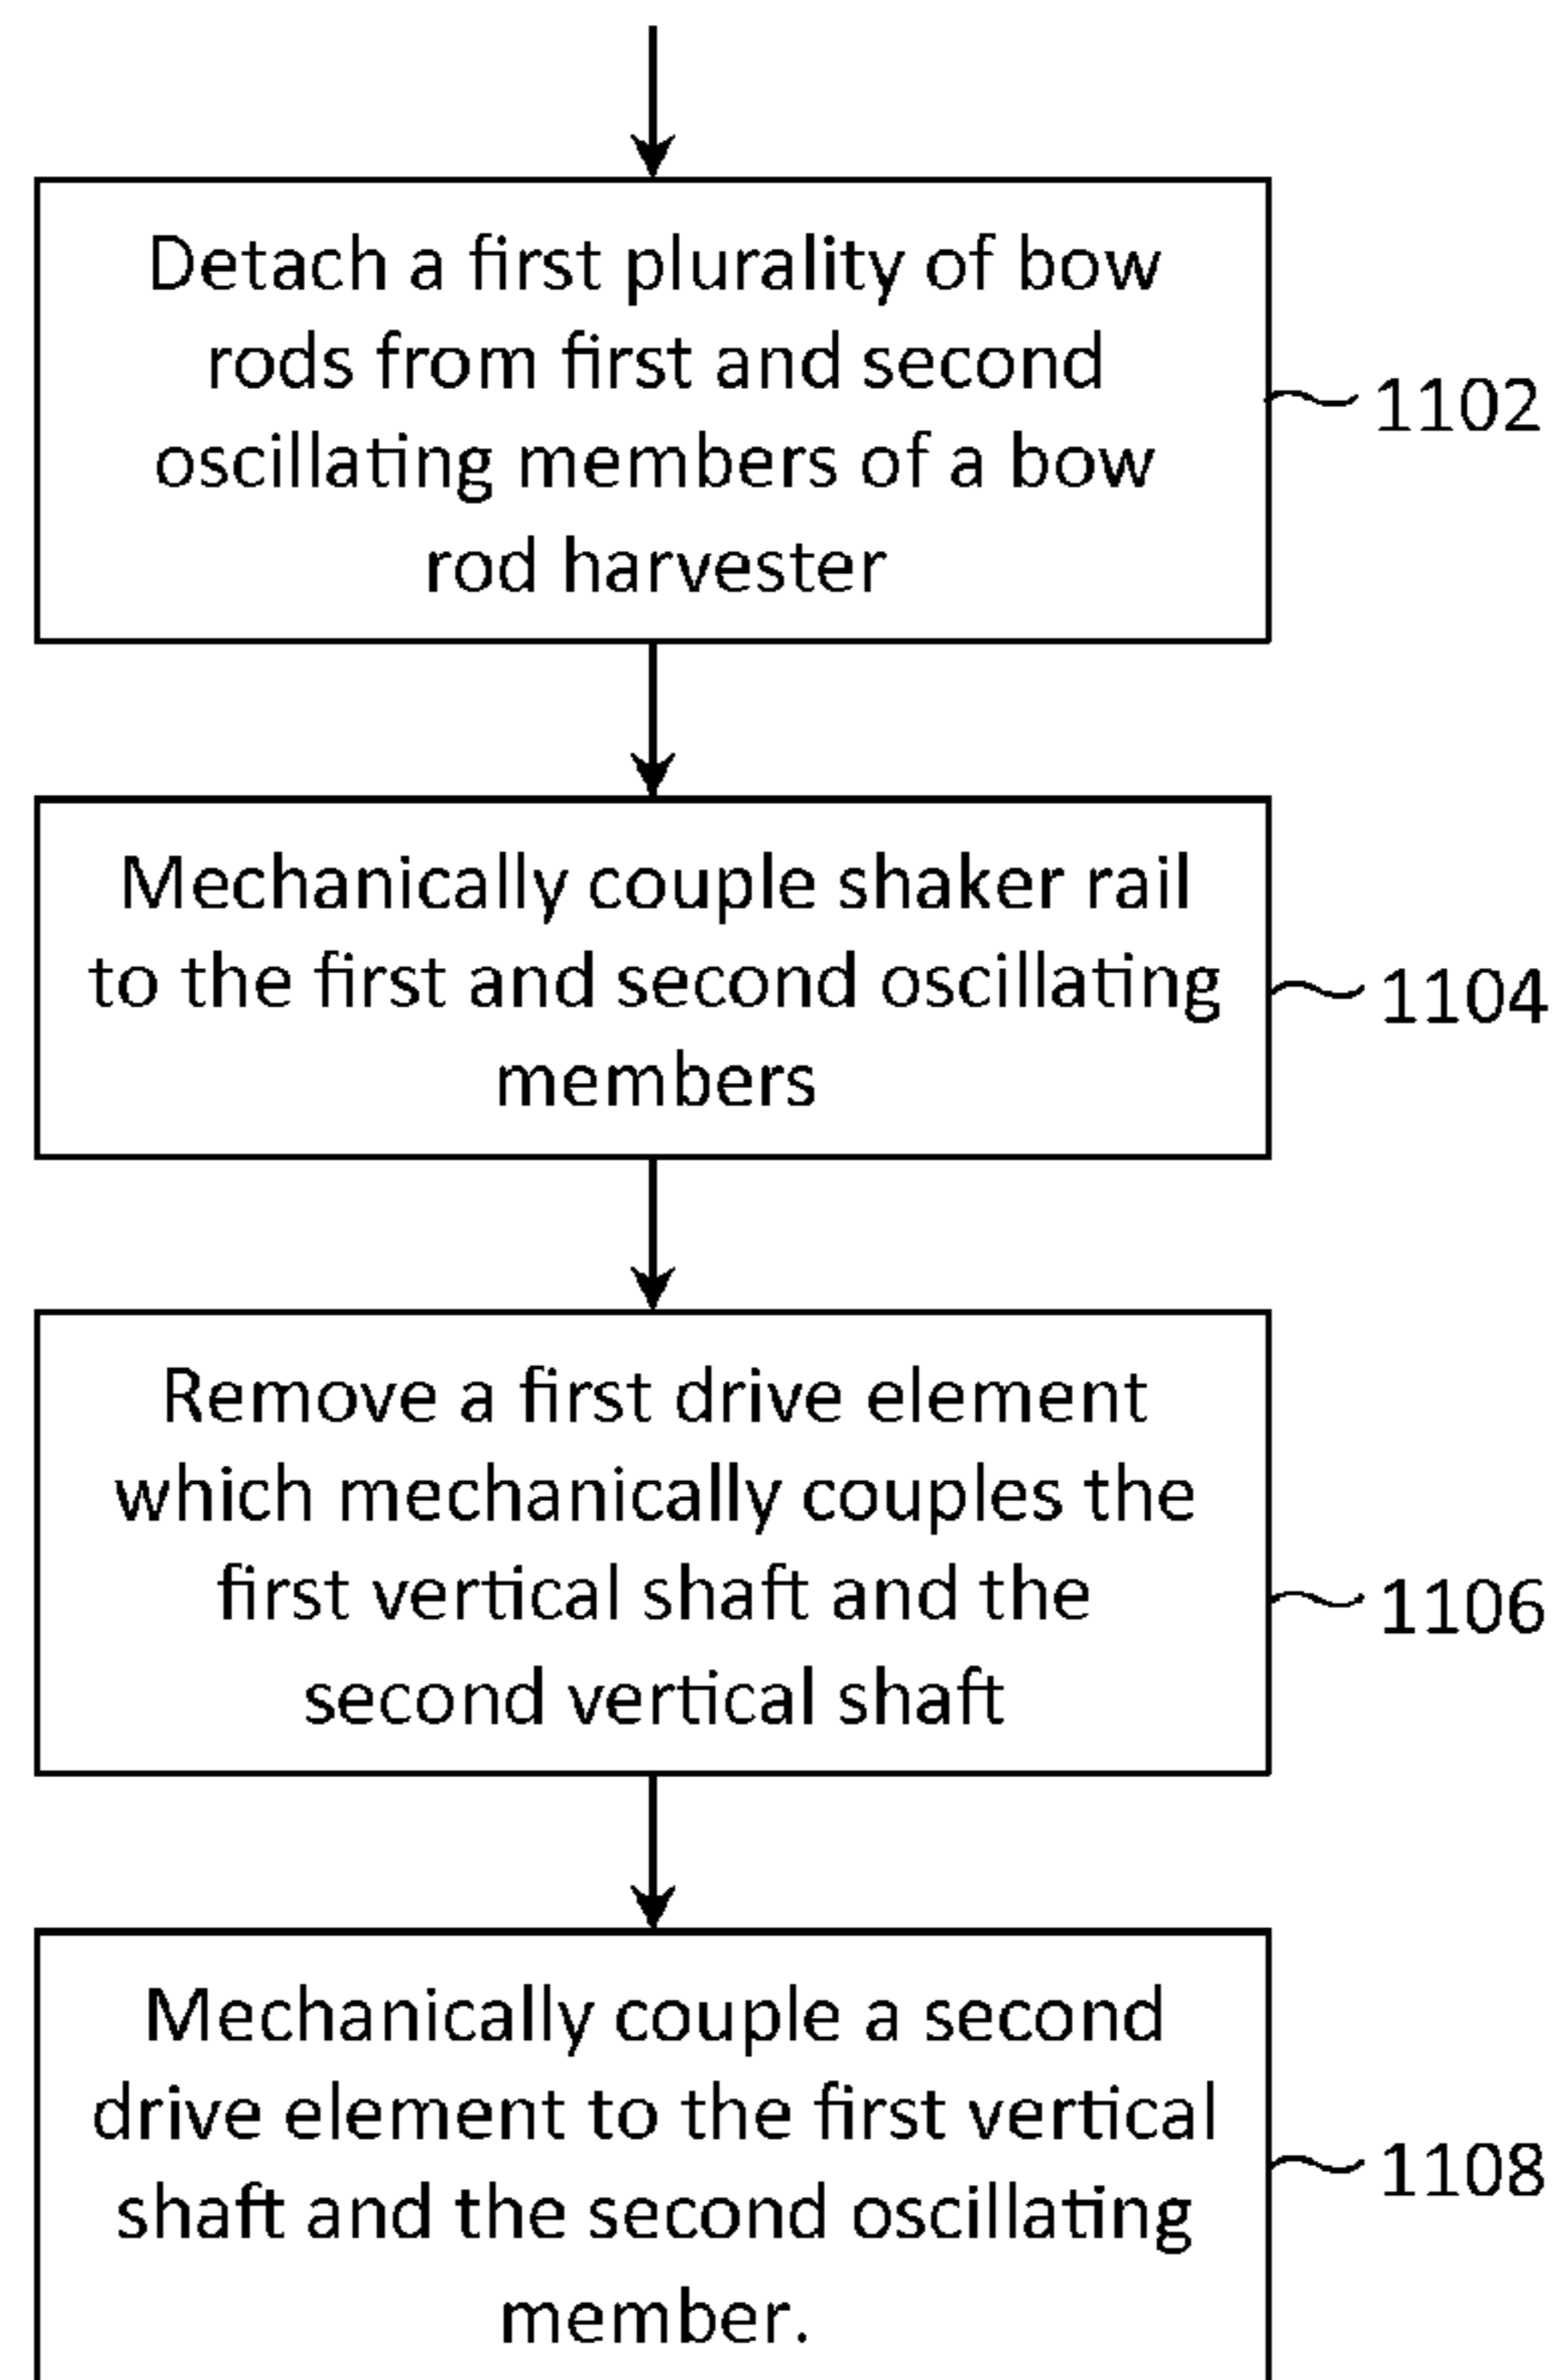 Detach a first plurality of bow
rods from first and second
oscillating members of a bow
rod harvester
1102
Mechanically couple shaker rail
to the first and second oscillating
members
1104
Remove a first drive element
which mechanically couples the
first vertical shaft and the
second vertical shaft
1106
Mechanically couple a second
drive element to the first vertical
shaft and the second oscillating
member.
1108